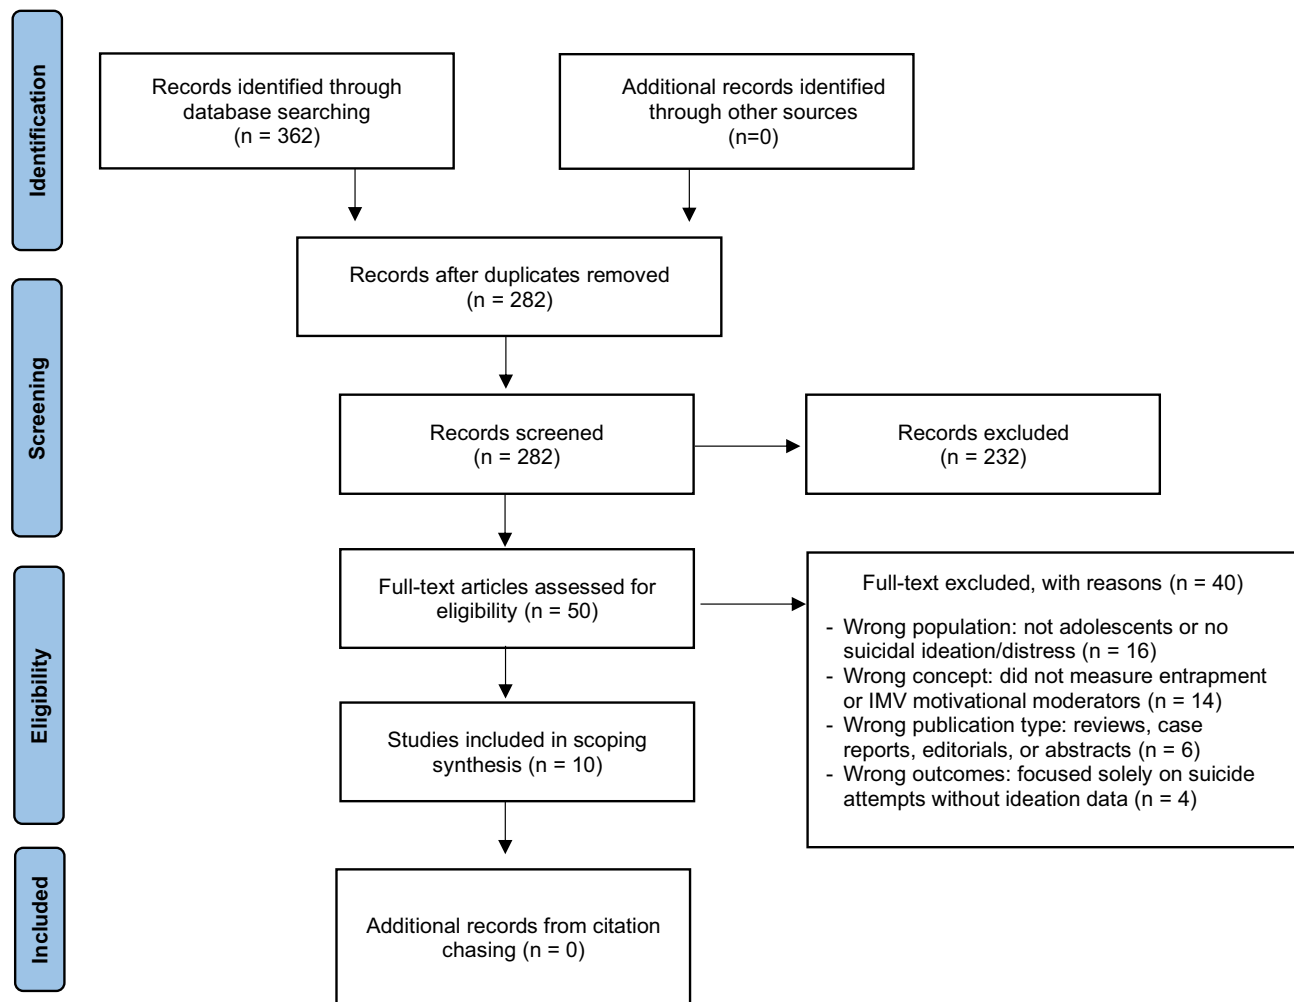 Identification
Records identified through
database searching
(n = 362)
Additional records identified
through other sources
(n=0)
Records after duplicates removed
(n = 282)
Screening
Records screened
(n = 282)
Records excluded
(n = 232)
Eligibility
Full-text articles assessed for
eligibility (n = 50)
Full-text excluded, with reasons (n = 40)
- Wrong population: not adolescents or no
suicidal ideation/distress (n = 16)
- Wrong concept: did not measure entrapment
or IMV motivational moderators (n = 14)
- Wrong publication type: reviews, case
reports, editorials, or abstracts (n = 6)
- Wrong outcomes: focused solely on suicide
attempts without ideation data (n = 4)
Studies included in scoping
synthesis (n = 10)
Included
Additional records from citation
chasing (n = 0)